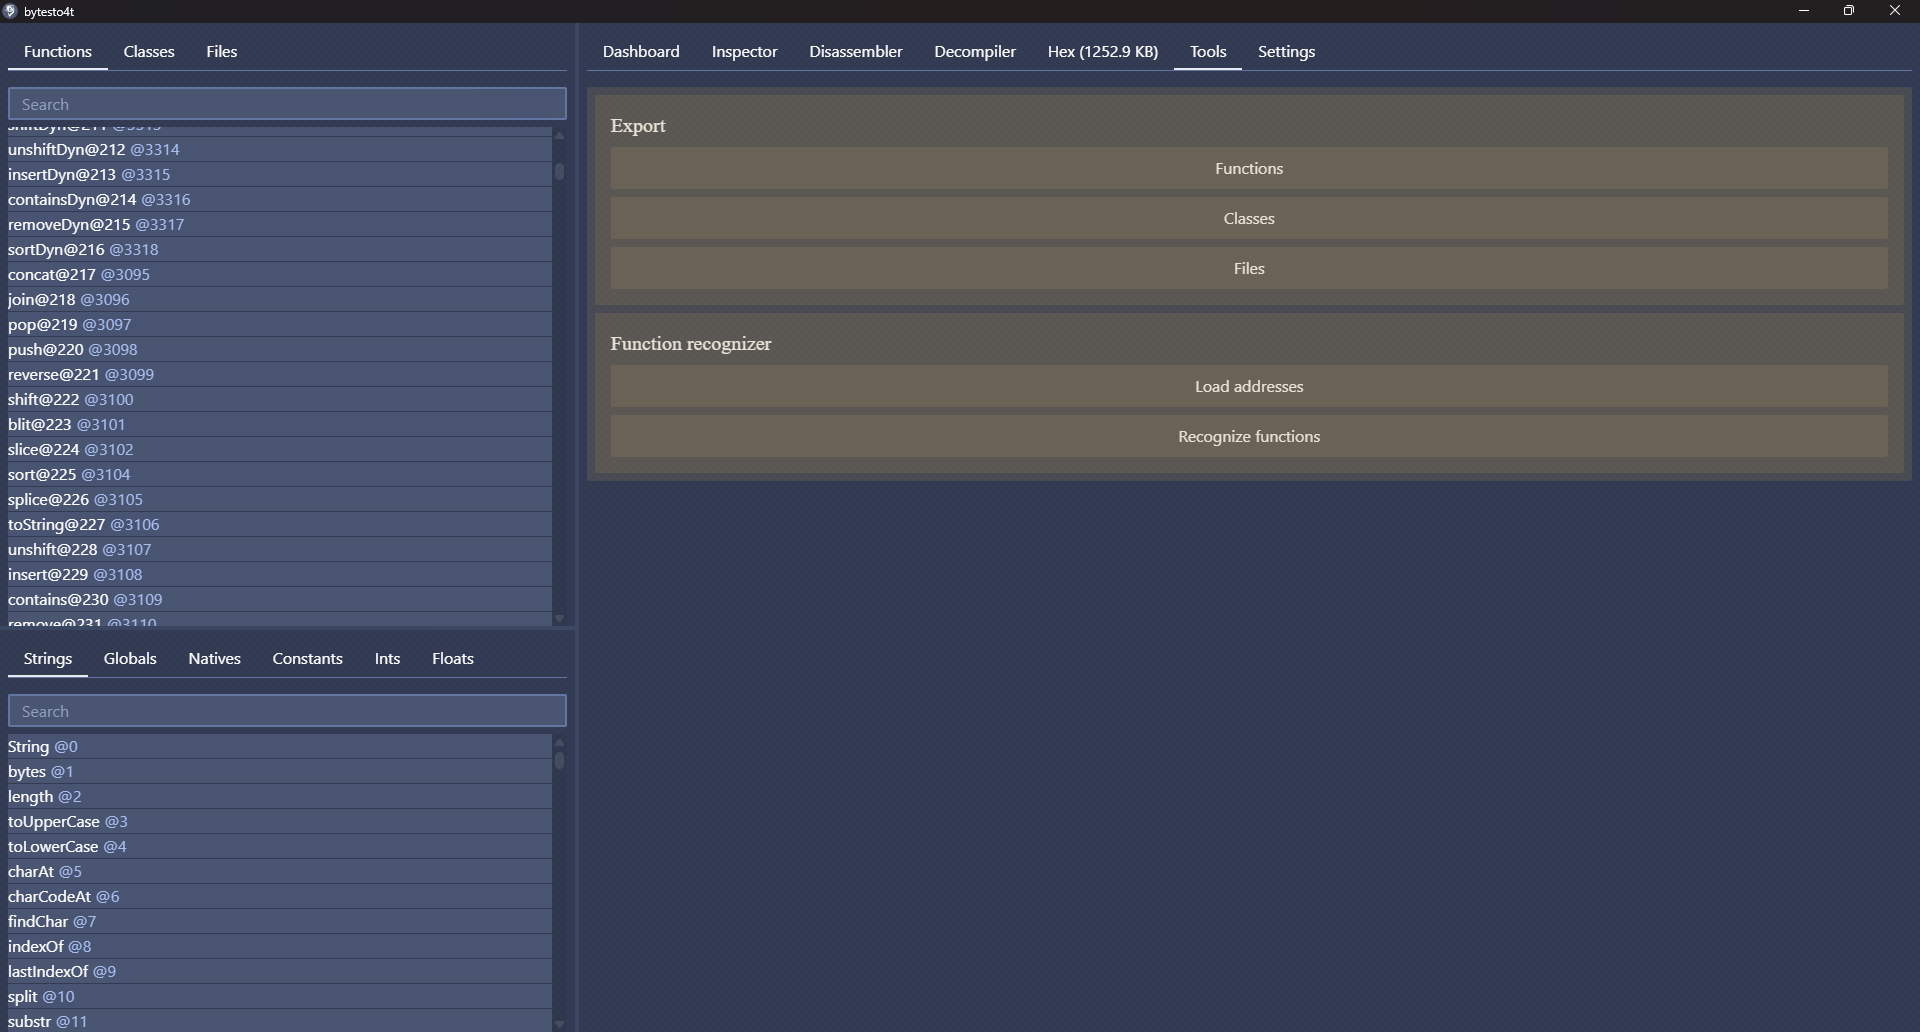 bytesto4t
Functions Classes Files
Search
unshiftDyn@212 @3314
insertDyn@213 @3315
containsDyn@214 @3316
removeDyn@215 @3317
sortDyn@216 @3318
concat@217 @3095
join@218 @3096
pop@219 @3097
push@220 @3098
reverse@221 @3099
shift@222 @3100
blit@223 @3101
slice@224 @3102
sort@225 @3104
splice@226 @3105
toString@227 @3106
unshift@228 @3107
insert@229 @3108
contains@230 @3109
remove@231 @3110
Strings Globals Natives Constants Ints Floats
Search
String @0
bytes @1
length @2
toUpperCase @3
toLowerCase @4
charAt @5
charCodeAt @6
findChar @7
indexOf @8
lastIndexOf @9
split @10
substr @11
Dashboard Inspector Disassembler Decompiler Hex (1252.9 KB) Tools Settings
Export
Functions
Classes
Files
Function recognizer
Load addresses
Recognize functions